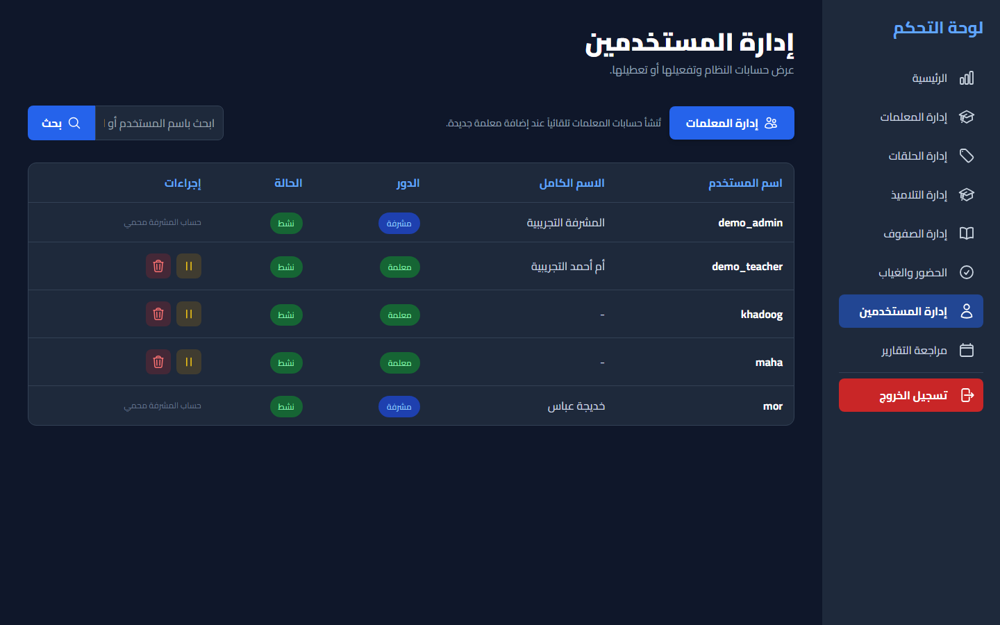 لوحة التحكم
الرئيسية
إدارة المعلمات
إدارة الحلقات
إدارة التلاميذ
إدارة الصفوف
الحضور والغياب
إدارة المستخدمين
مراجعة التقارير
تسجيل الخروج
إدارة المستخدمين
عرض حسابات النظام وتفعيلها أو تعطيلها.
إدارة المعلمات
تُنشأ حسابات المعلمات تلقائياً عند إضافة معلمة جديدة.
ابحث باسم المستخدم أو ا
بحث
اسم المستخدم الاسم الكامل الدور الحالة إجراءات
demo_admin المشرفة التجريبية مشرفة نشط حساب المشرفة محمي
demo_teacher أم أحمد التجريبية معلمة نشط
khadoog - معلمة نشط
maha - معلمة نشط
mor خديجة عباس مشرفة نشط حساب المشرفة محمي